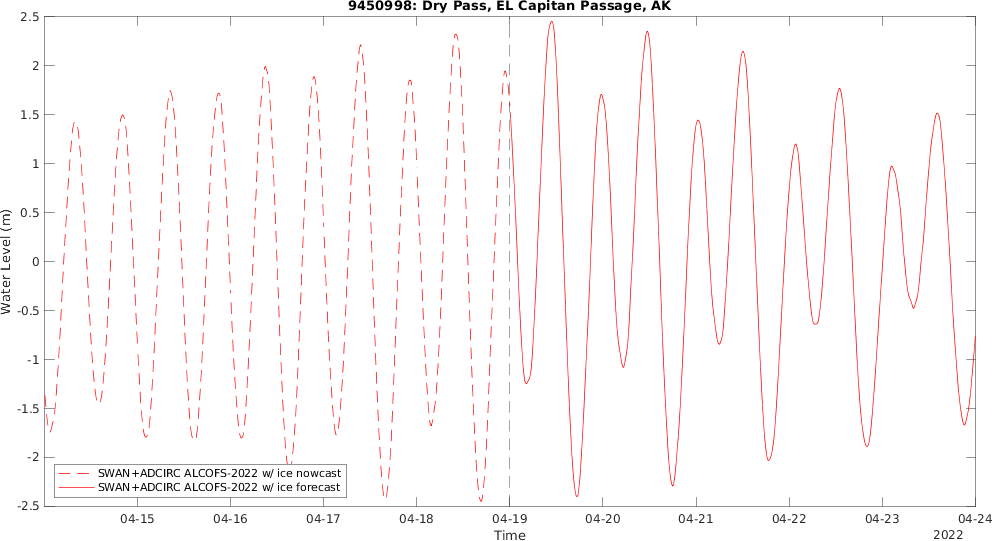 9450998: Dry Pass, EL Capitan Passage, AK
Water Level (m)
2.5
2
1.5
1
0.5
0
-0.5
-1
-1.5
-2
-2.5
SWAN+ADCIRC ALCOFS-2022 w/ ice nowcast
SWAN+ADCIRC ALCOFS-2022 w/ ice forecast
04-15 04-16 04-17 04-18 04-19 04-20 04-21 04-22 04-23 04-24
Time
2022